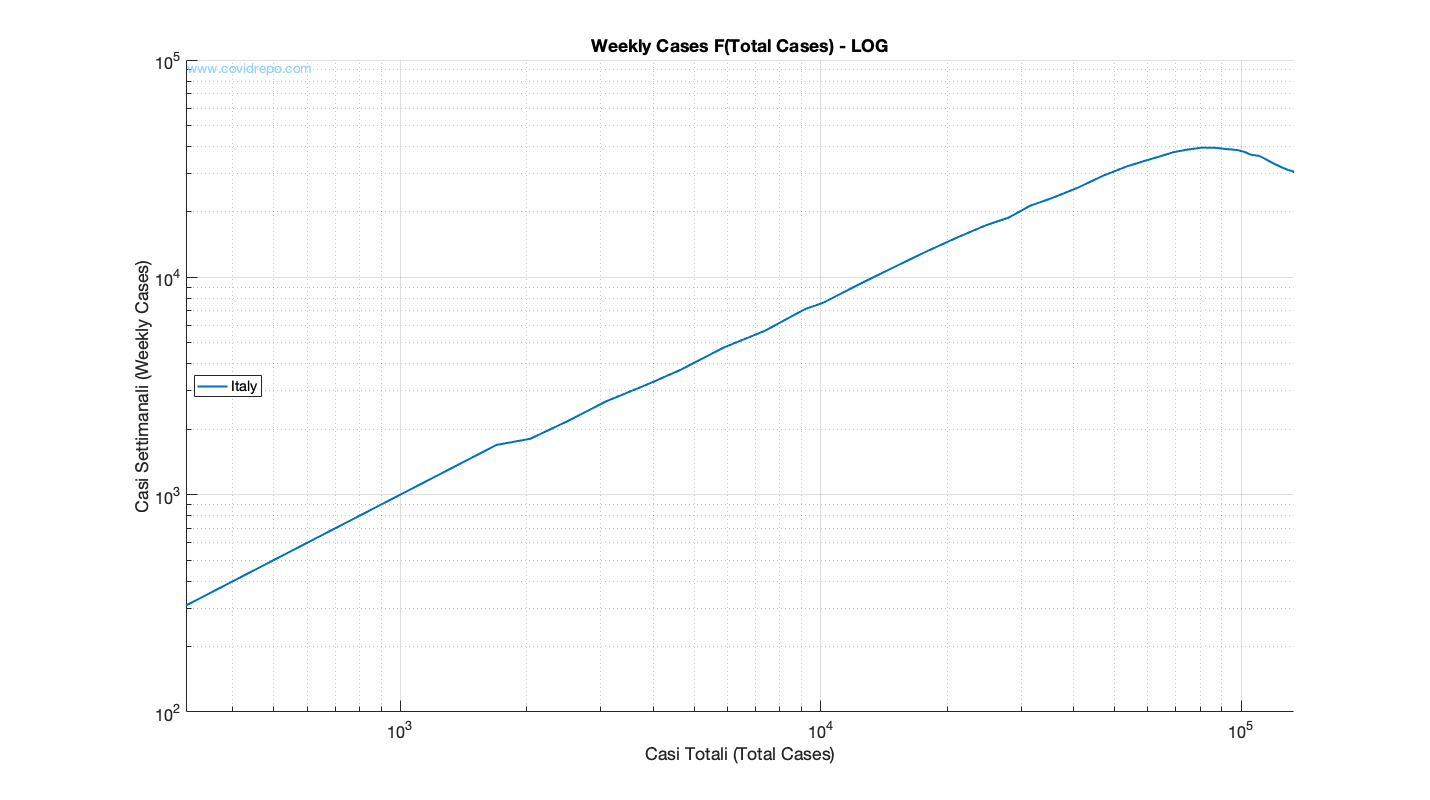 Weekly Cases F(Total Cases) - LOG
www.covidrepo.com
10^5
10^4
10^3
10^2
Casi Settimanali (Weekly Cases)
Italy
10^3
10^4
10^5
Casi Totali (Total Cases)